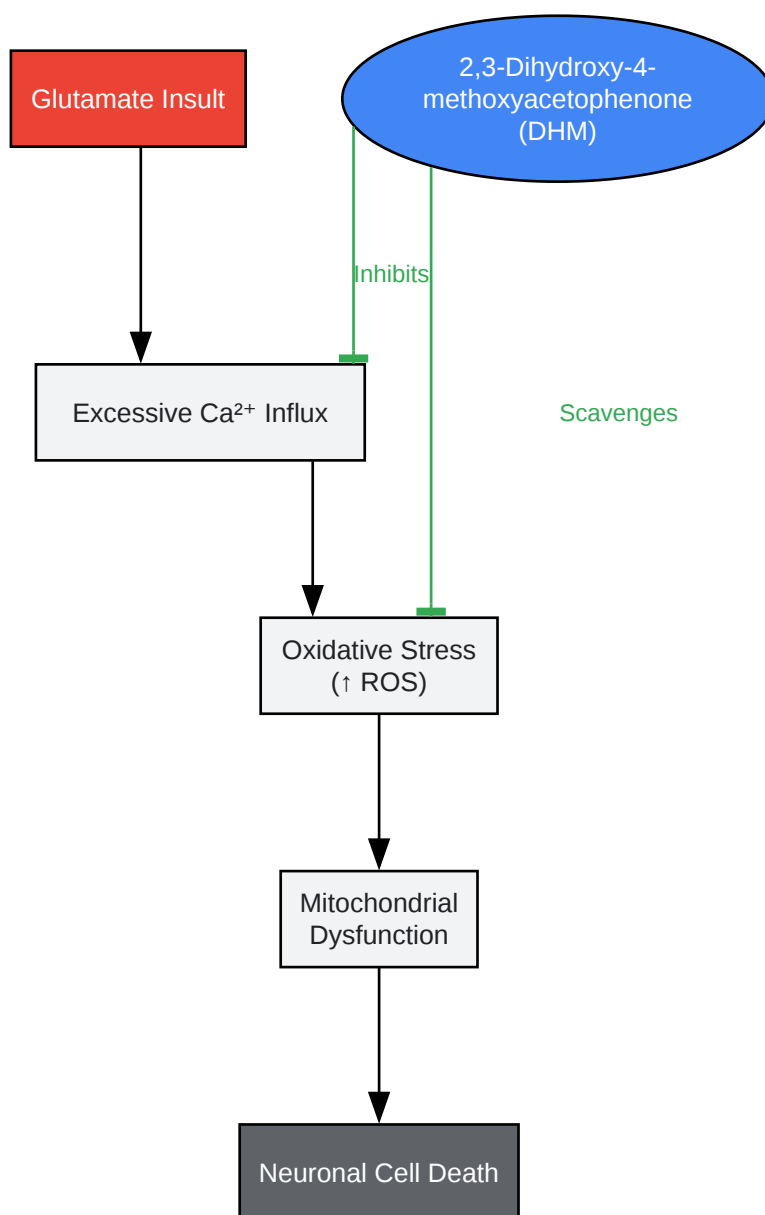 Glutamate Insult
2,3-Dihydroxy-4-
methoxyacetophenone
(DHM)
Inhibits
Excessive Ca²⁺ Influx
Scavenges
Oxidative Stress
(↑ ROS)
Mitochondrial
Dysfunction
Neuronal Cell Death